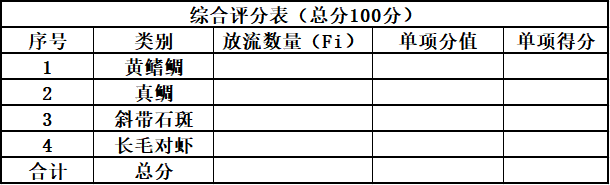 综合评分表（总分100分）
序号 类别 放流数量（Fi） 单项分值 单项得分
1 黄鳍鲷
2 真鲷
3 斜带石斑
4 长毛对虾
合计 总分